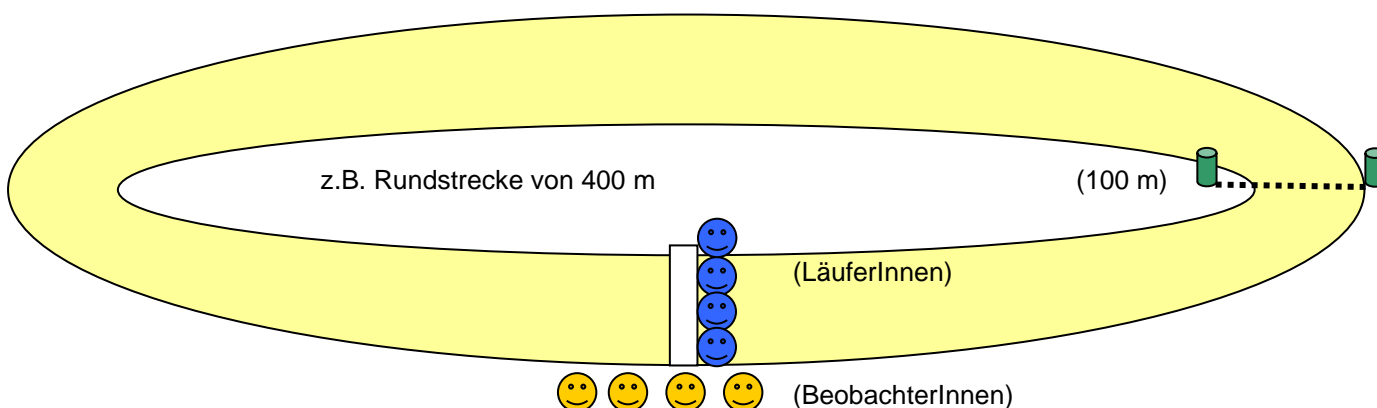 z.B. Rundstrecke von 400 m (100 m)
(LäuferInnen)
(BeobachterInnen)